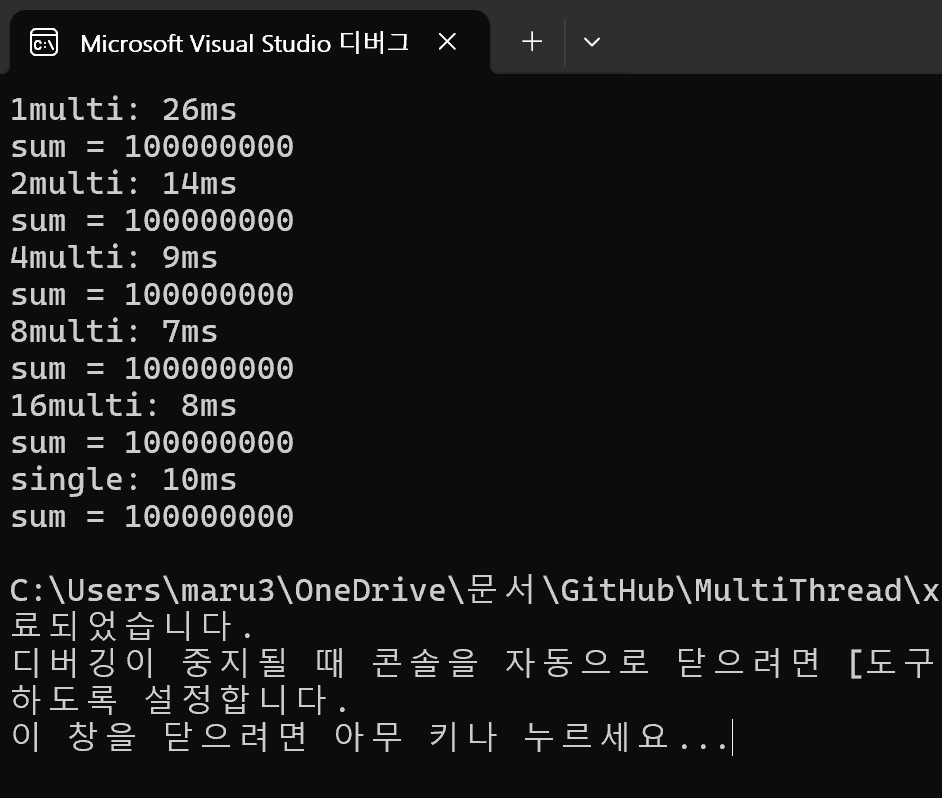 Microsoft Visual Studio 디버그
1multi: 26ms
sum = 100000000
2multi: 14ms
sum = 100000000
4multi: 9ms
sum = 100000000
8multi: 7ms
sum = 100000000
16multi: 8ms
sum = 100000000
single: 10ms
sum = 100000000
C:\Users\maru3\OneDrive\문서\GitHub\MultiThread\x
료되었습니다.
디버깅이 중지될 때 콘솔을 자동으로 닫으려면 [도구
하도록 설정합니다.
이 창을 닫으려면 아무 키나 누르세요...